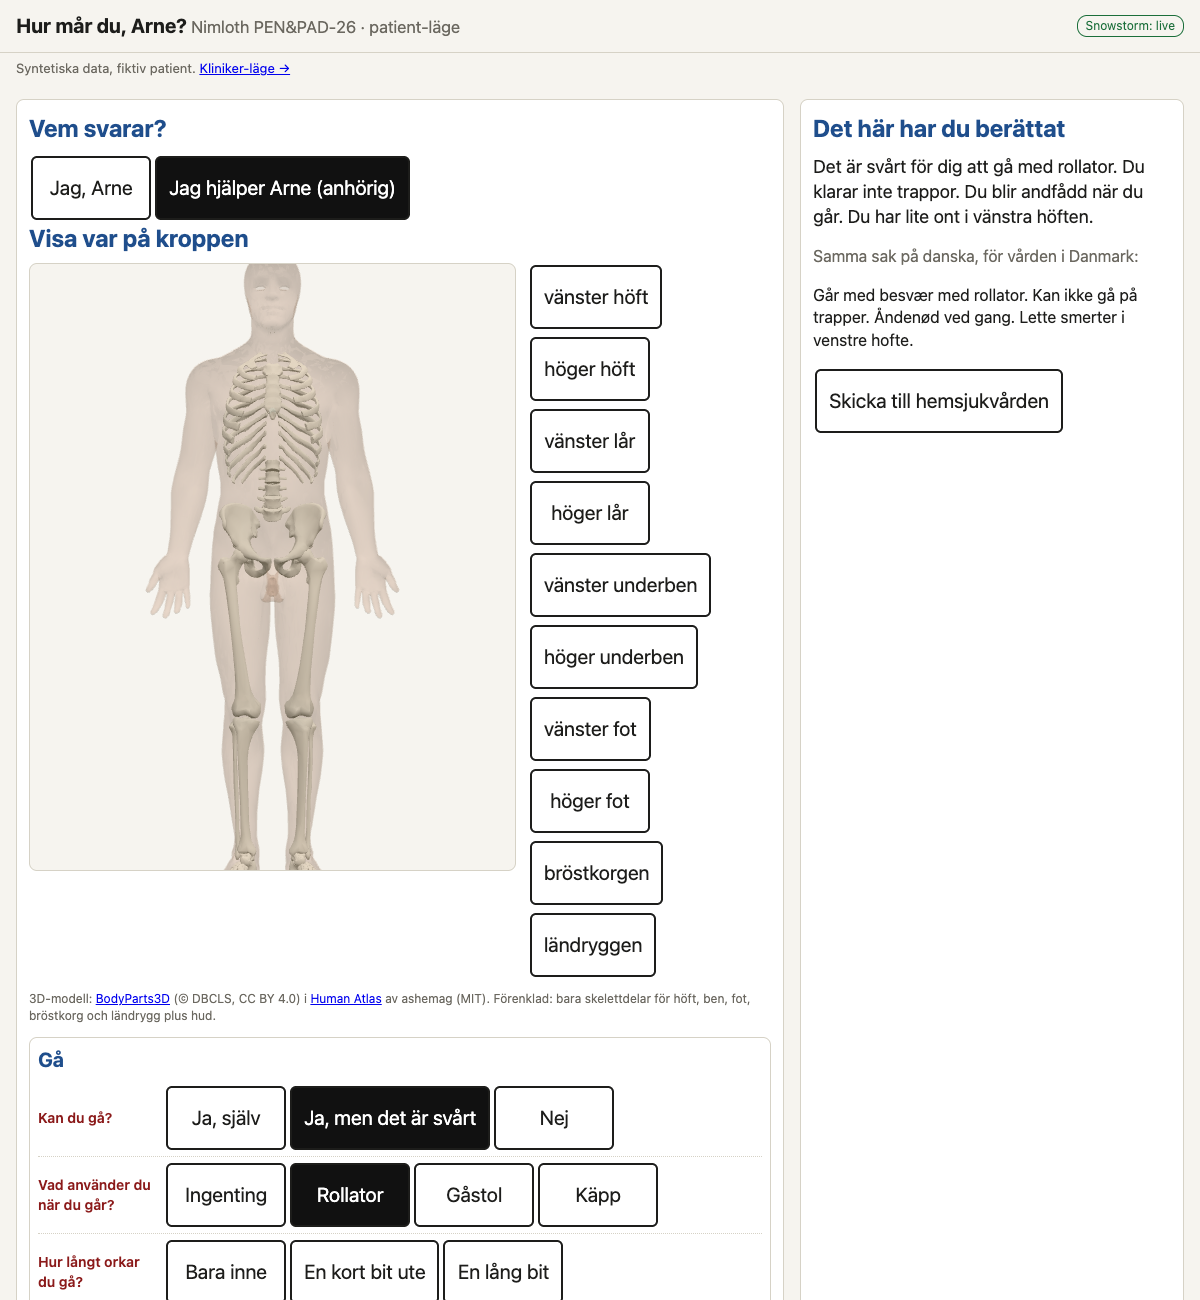 Hur mår du, Arne? Nimloth PEN&PAD-26 · patient-läge
Snowstorm: live
Syntetiska data, fiktiv patient. Kliniker-läge →
Vem svarar?
Jag, Arne
Jag hjälper Arne (anhörig)
Visa var på kroppen
vänster höft
höger höft
vänster lår
höger lår
vänster underben
höger underben
vänster fot
höger fot
bröstkorgen
ländryggen
3D-modell: BodyParts3D (© DBCLS, CC BY 4.0) i Human Atlas av ashemag (MIT). Förenklad: bara skelettdelar för höft, ben, fot,
bröstkorg och ländrygg plus hud.
Gå
Kan du gå?
Ja, själv
Ja, men det är svårt
Nej
Vad använder du
när du går?
Ingenting
Rollator
Gåstol
Käpp
Hur långt orkar
du gå?
Bara inne
En kort bit ute
En lång bit
Det här har du berättat
Det är svårt för dig att gå med rollator. Du
klarar inte trappor. Du blir andfådd när du
går. Du har lite ont i vänstra höften.
Samma sak på danska, för vården i Danmark:
Går med besvær med rollator. Kan ikke gå på
trapper. Åndenød ved gang. Lette smerter i
venstre hofte.
Skicka till hemsjukvården